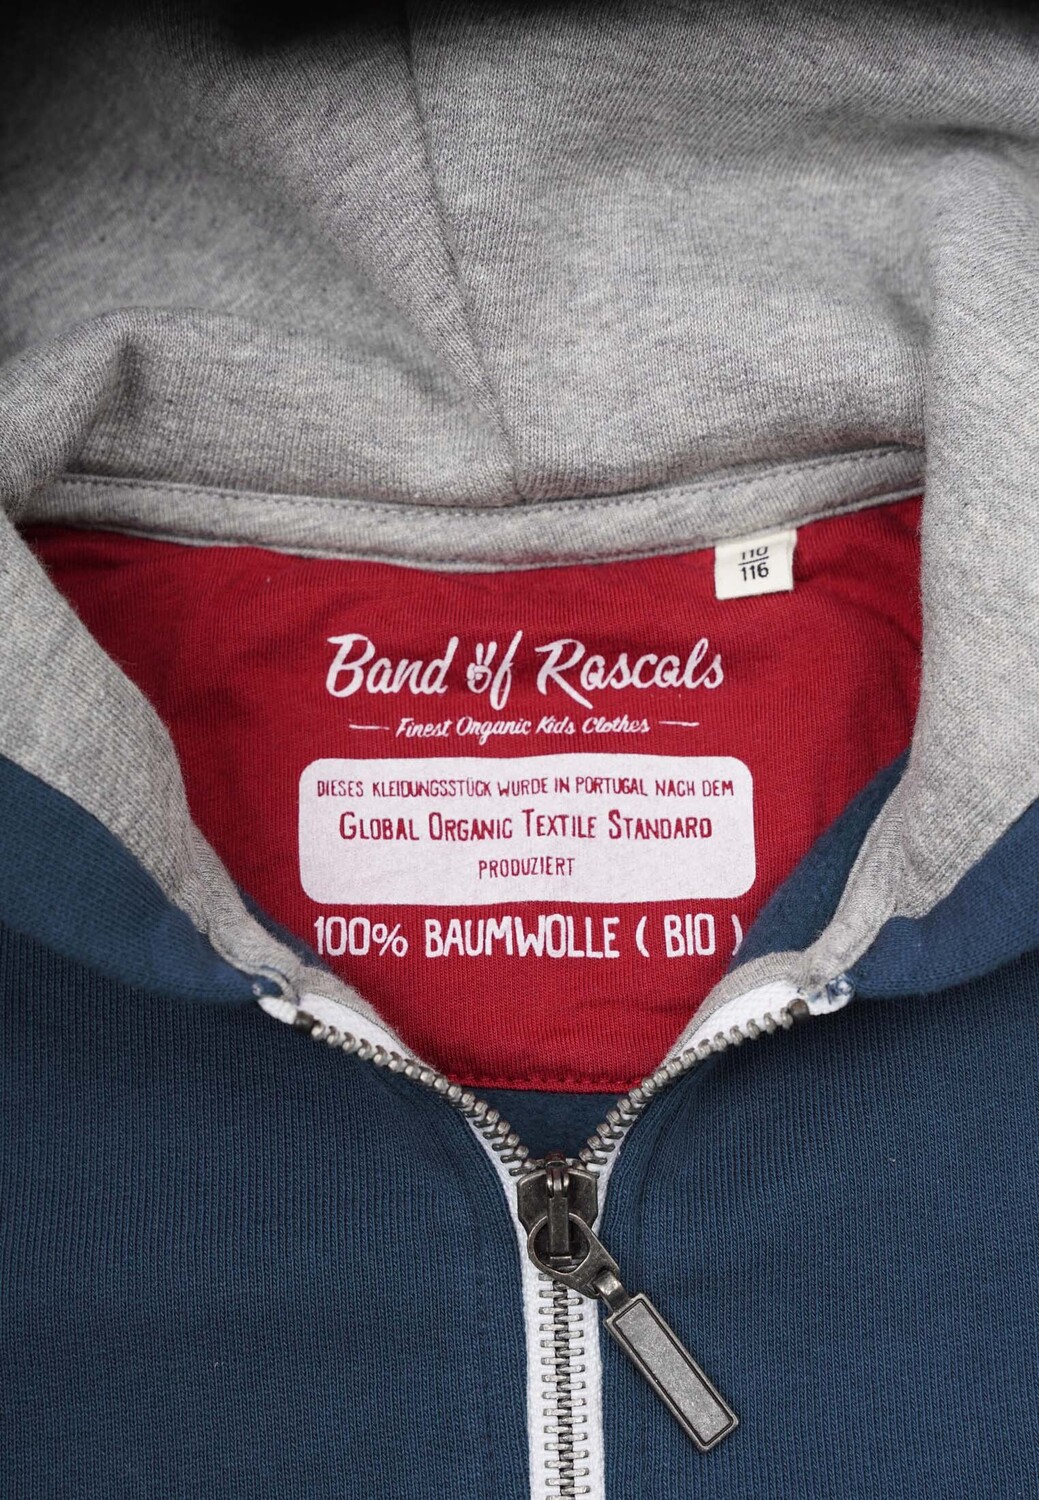 110
116
Band Of Rascals
Finest Organic Kids Clothes
DIESES KLEIDUNGSSTÜCK WURDE IN PORTUGAL NACH DEM
GLOBAL ORGANIC TEXTILE STANDARD
PRODUZIERT
100% BAUMWOLLE ( BIO )